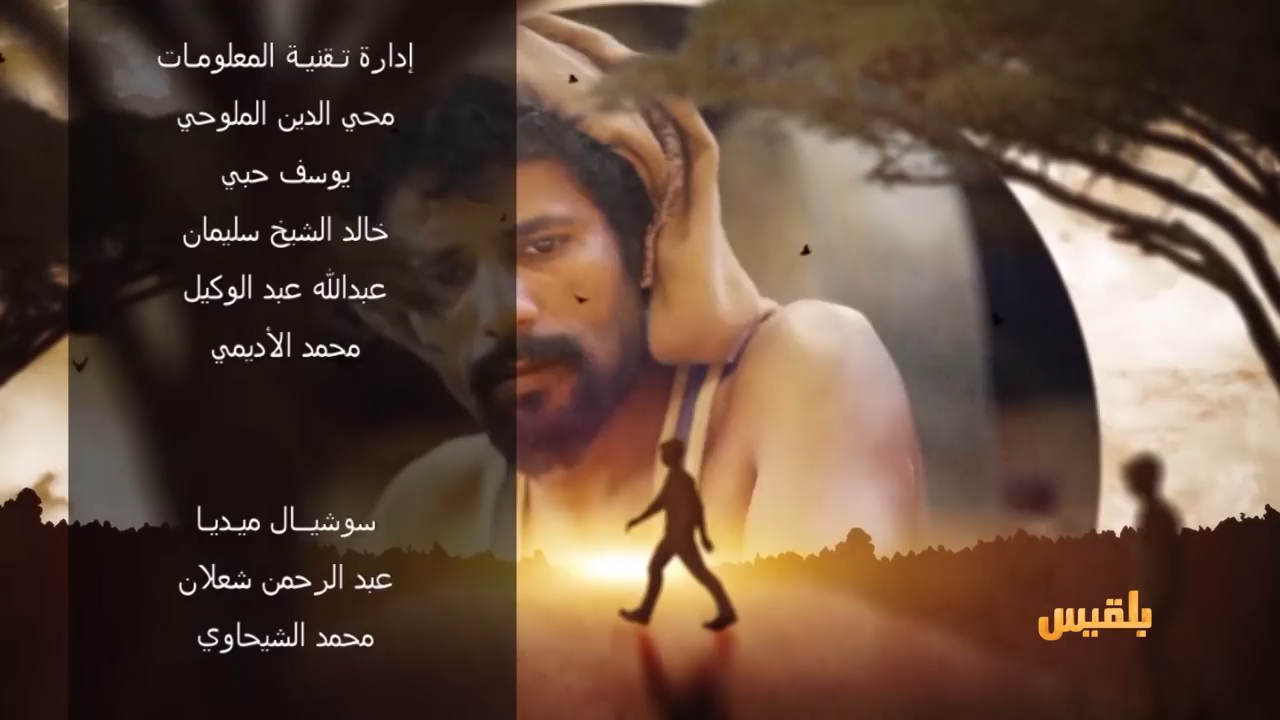 إدارة تقنية المعلومات
محي الدين الملوحي
يوسف حبي
خالد الشيخ سليمان
عبدالله عبد الوكيل
محمد الأديمي
سوشيال ميديا
عبد الرحمن شعلان
محمد الشيحاوي
بلقيس